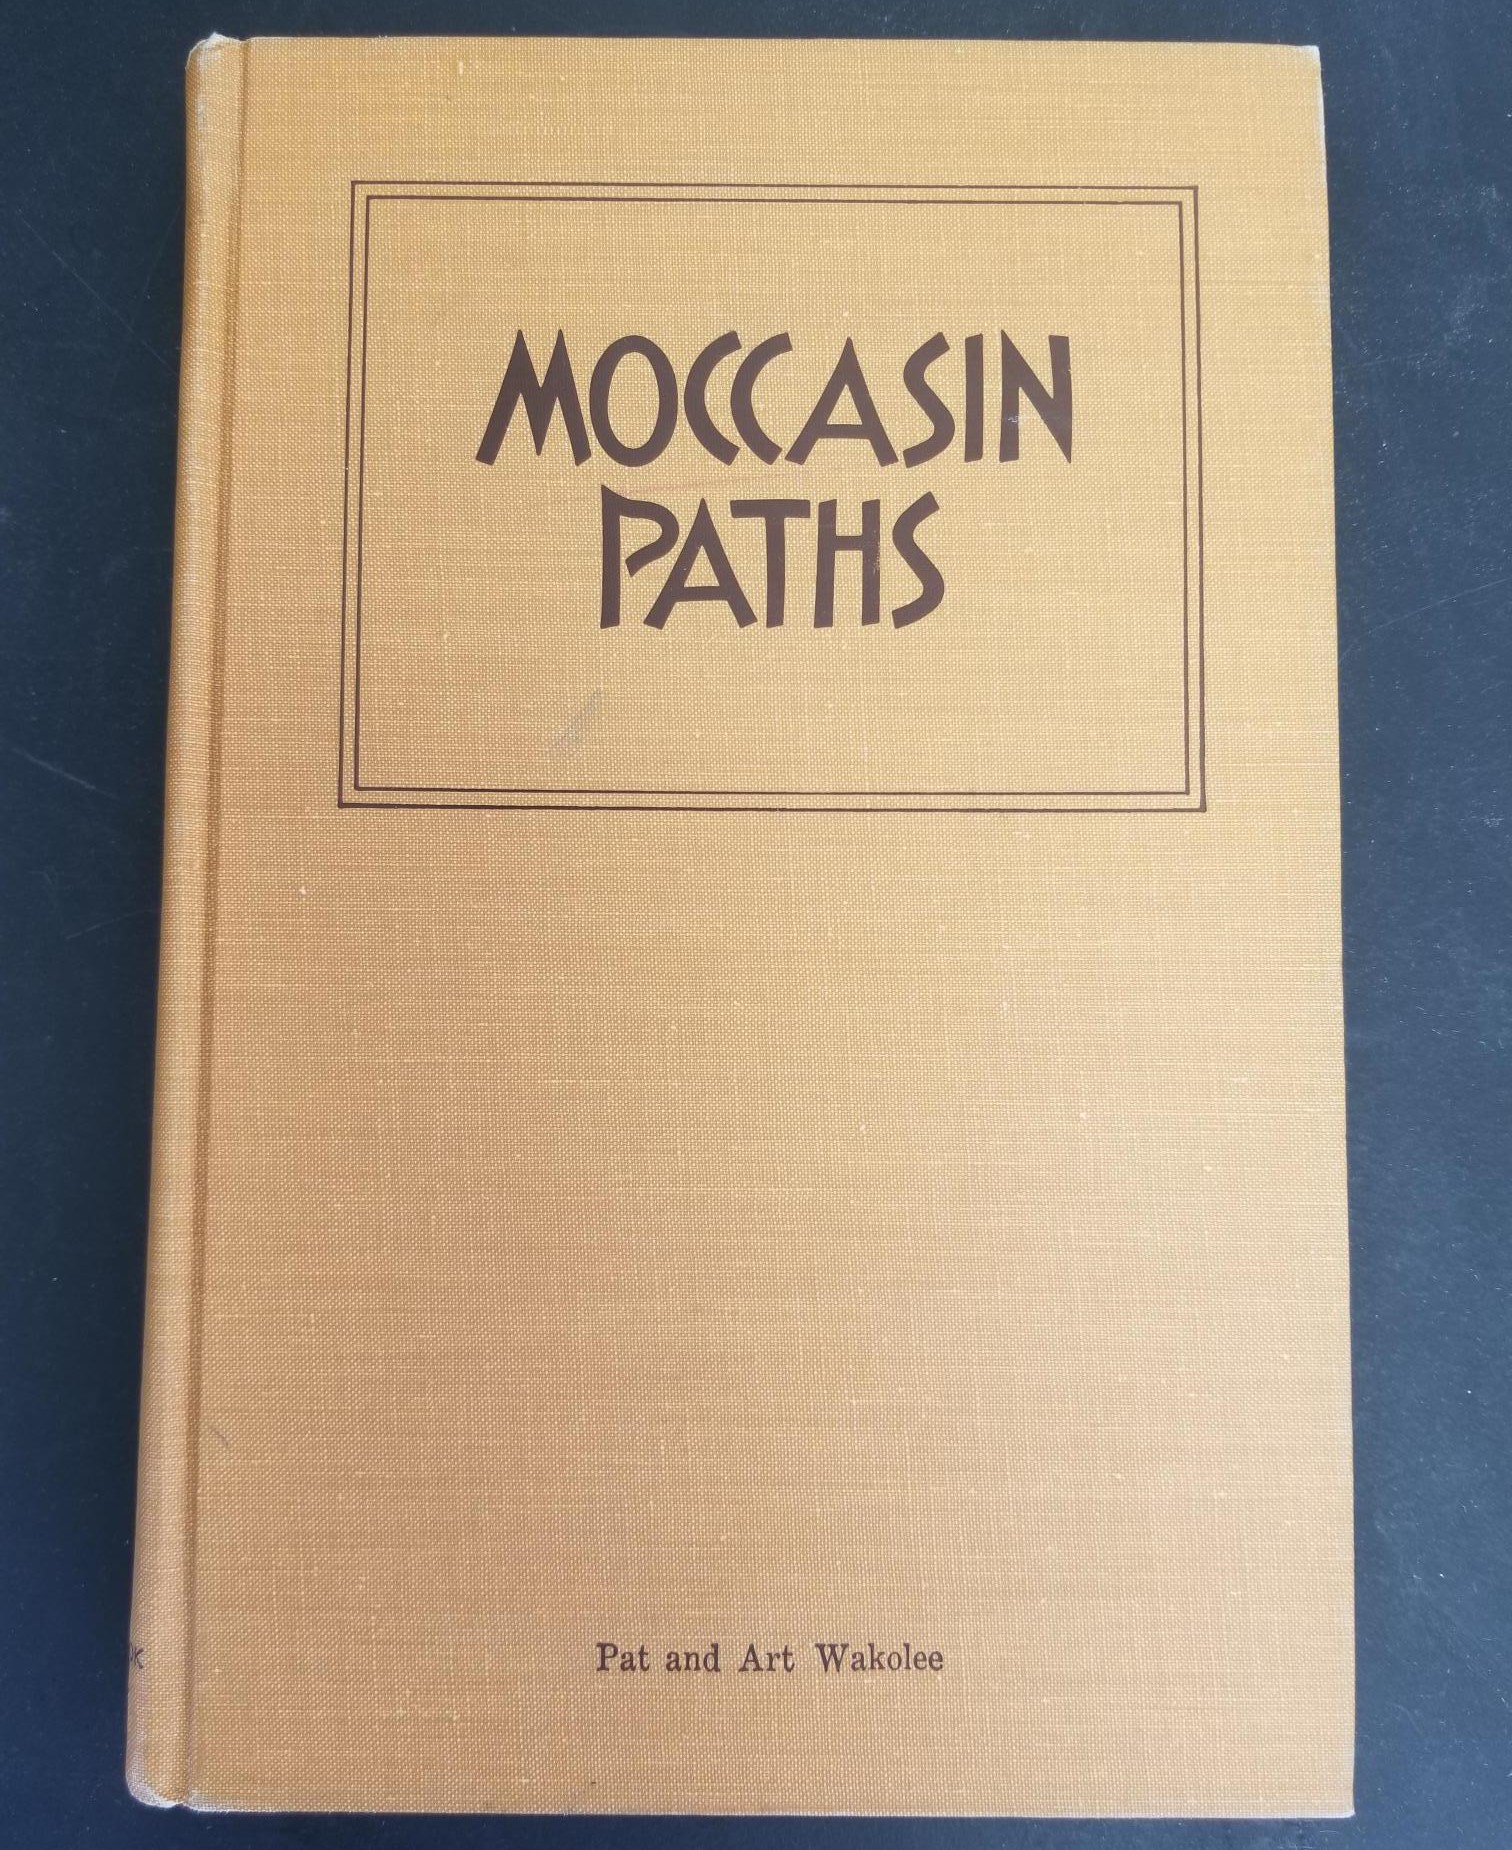 MOCCASIN
PATHS
Pat and Art Wakolee